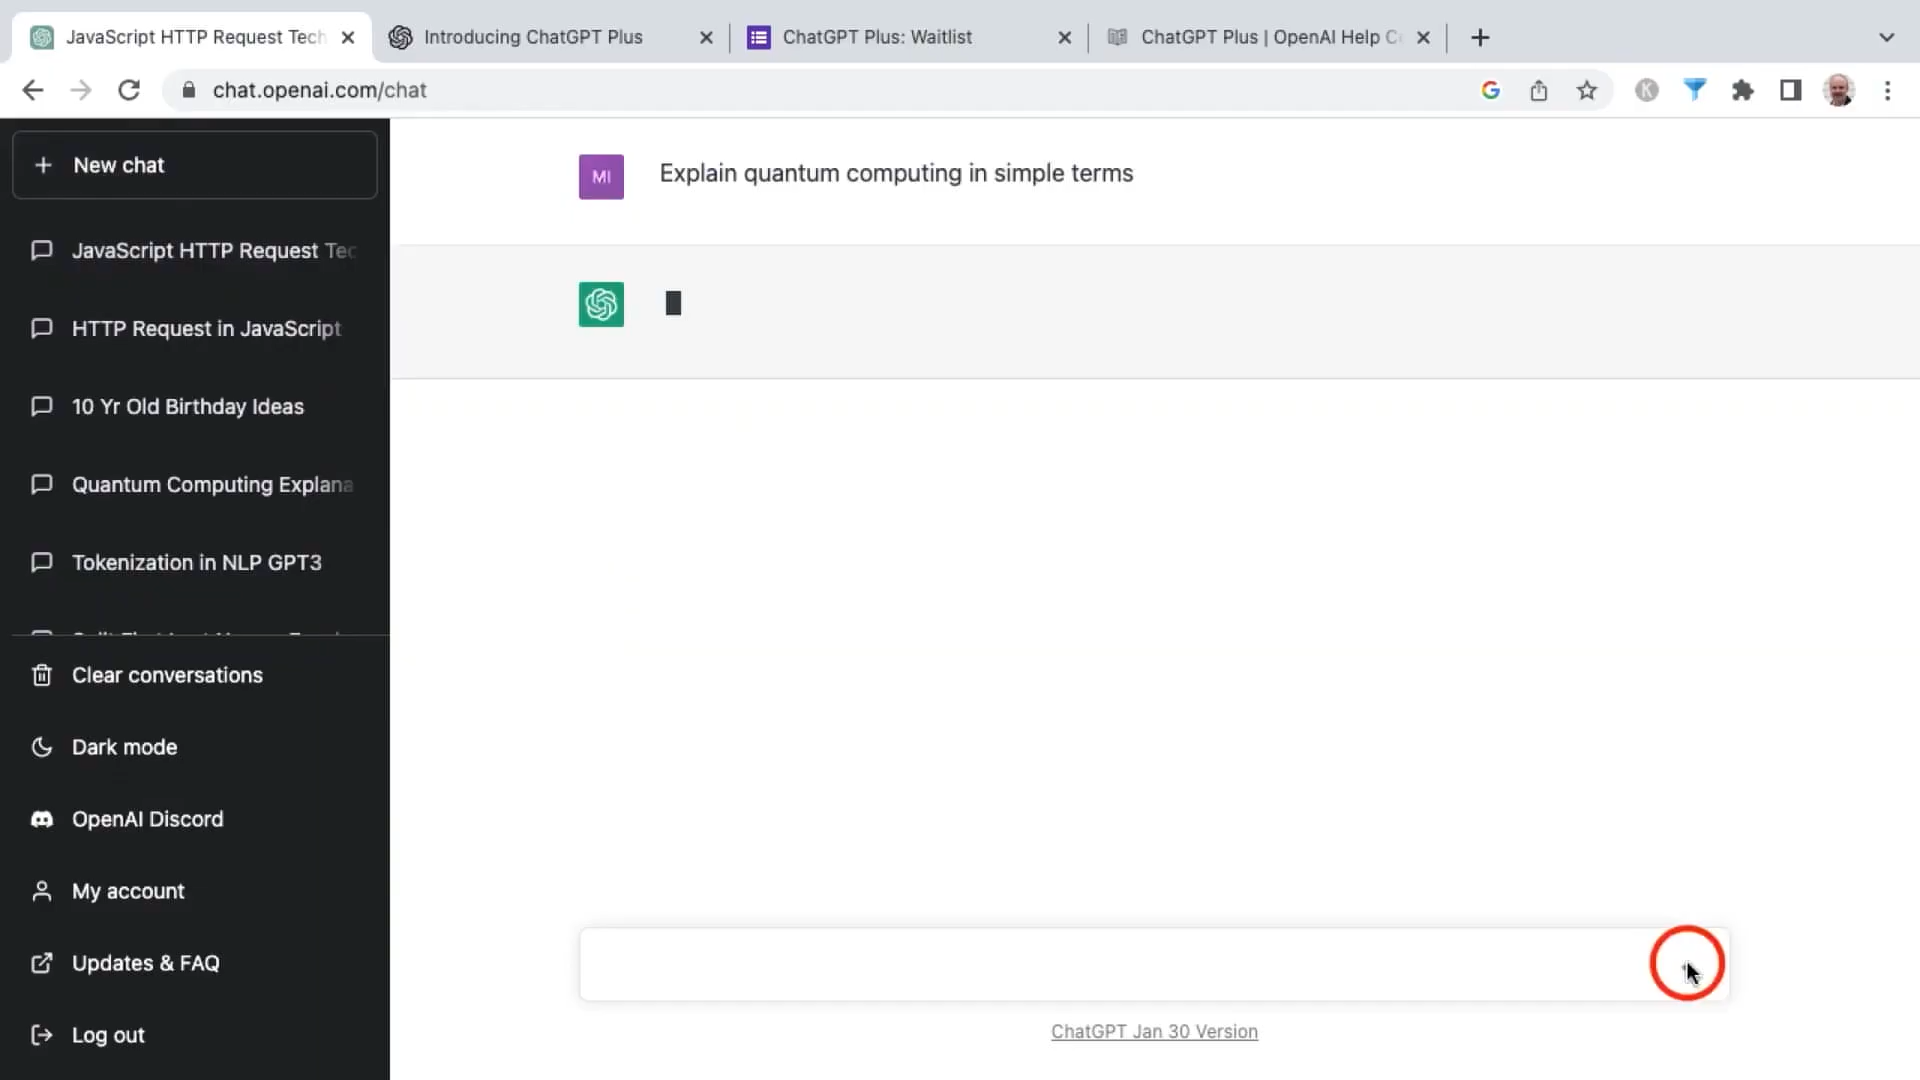 JavaScript HTTP Request Tech
Introducing ChatGPT Plus
ChatGPT Plus: Waitlist
ChatGPT Plus | OpenAI Help Ce
chat.openai.com/chat
New chat
JavaScript HTTP Request Tec
HTTP Request in JavaScript
10 Yr Old Birthday Ideas
Quantum Computing Explana
Tokenization in NLP GPT3
Clear conversations
Dark mode
OpenAI Discord
My account
Updates & FAQ
Log out
MI
Explain quantum computing in simple terms
ChatGPT Jan 30 Version